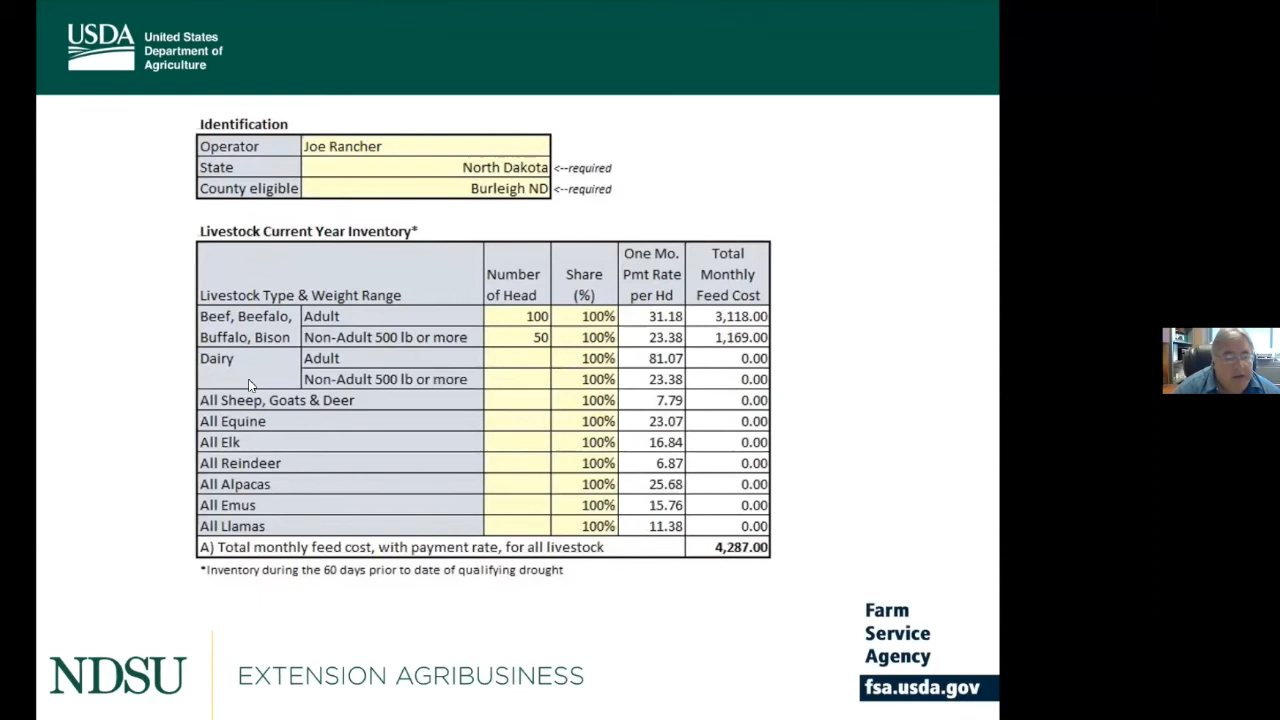 USDA
United States
Department of
Agriculture
Identification
Operator Joe Rancher
State North Dakota <--required
County eligible Burleigh ND <--required
Livestock Current Year Inventory*
One Mo. Total
Number Share Pmt Rate Monthly
Livestock Type & Weight Range of Head (%) per Hd Feed Cost
Beef, Beefalo, Adult 100 100% 31.18 3,118.00
Buffalo, Bison Non-Adult 500 lb or more 50 100% 23.38 1,169.00
Dairy Adult 100% 81.07 0.00
Non-Adult 500 lb or more 100% 23.38 0.00
All Sheep, Goats & Deer 100% 7.79 0.00
All Equine 100% 23.07 0.00
All Elk 100% 16.84 0.00
All Reindeer 100% 6.87 0.00
All Alpacas 100% 25.68 0.00
All Emus 100% 15.76 0.00
All Llamas 100% 11.38 0.00
A) Total monthly feed cost, with payment rate, for all livestock 4,287.00
*Inventory during the 60 days prior to date of qualifying drought
Farm
Service
Agency
fsa.usda.gov
NDSU EXTENSION AGRIBUSINESS